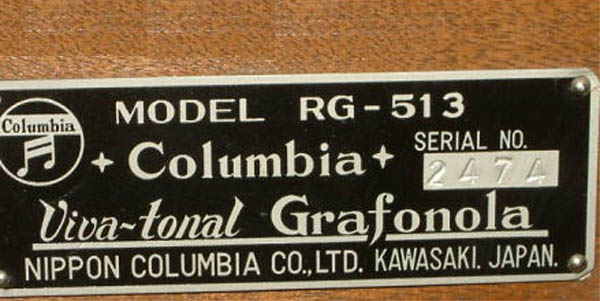 MODEL RG-513
Columbia
+ Columbia +
SERIAL NO.
2474
Viva-tonal Grafonola
NIPPON COLUMBIA CO., LTD. KAWASAKI. JAPAN.